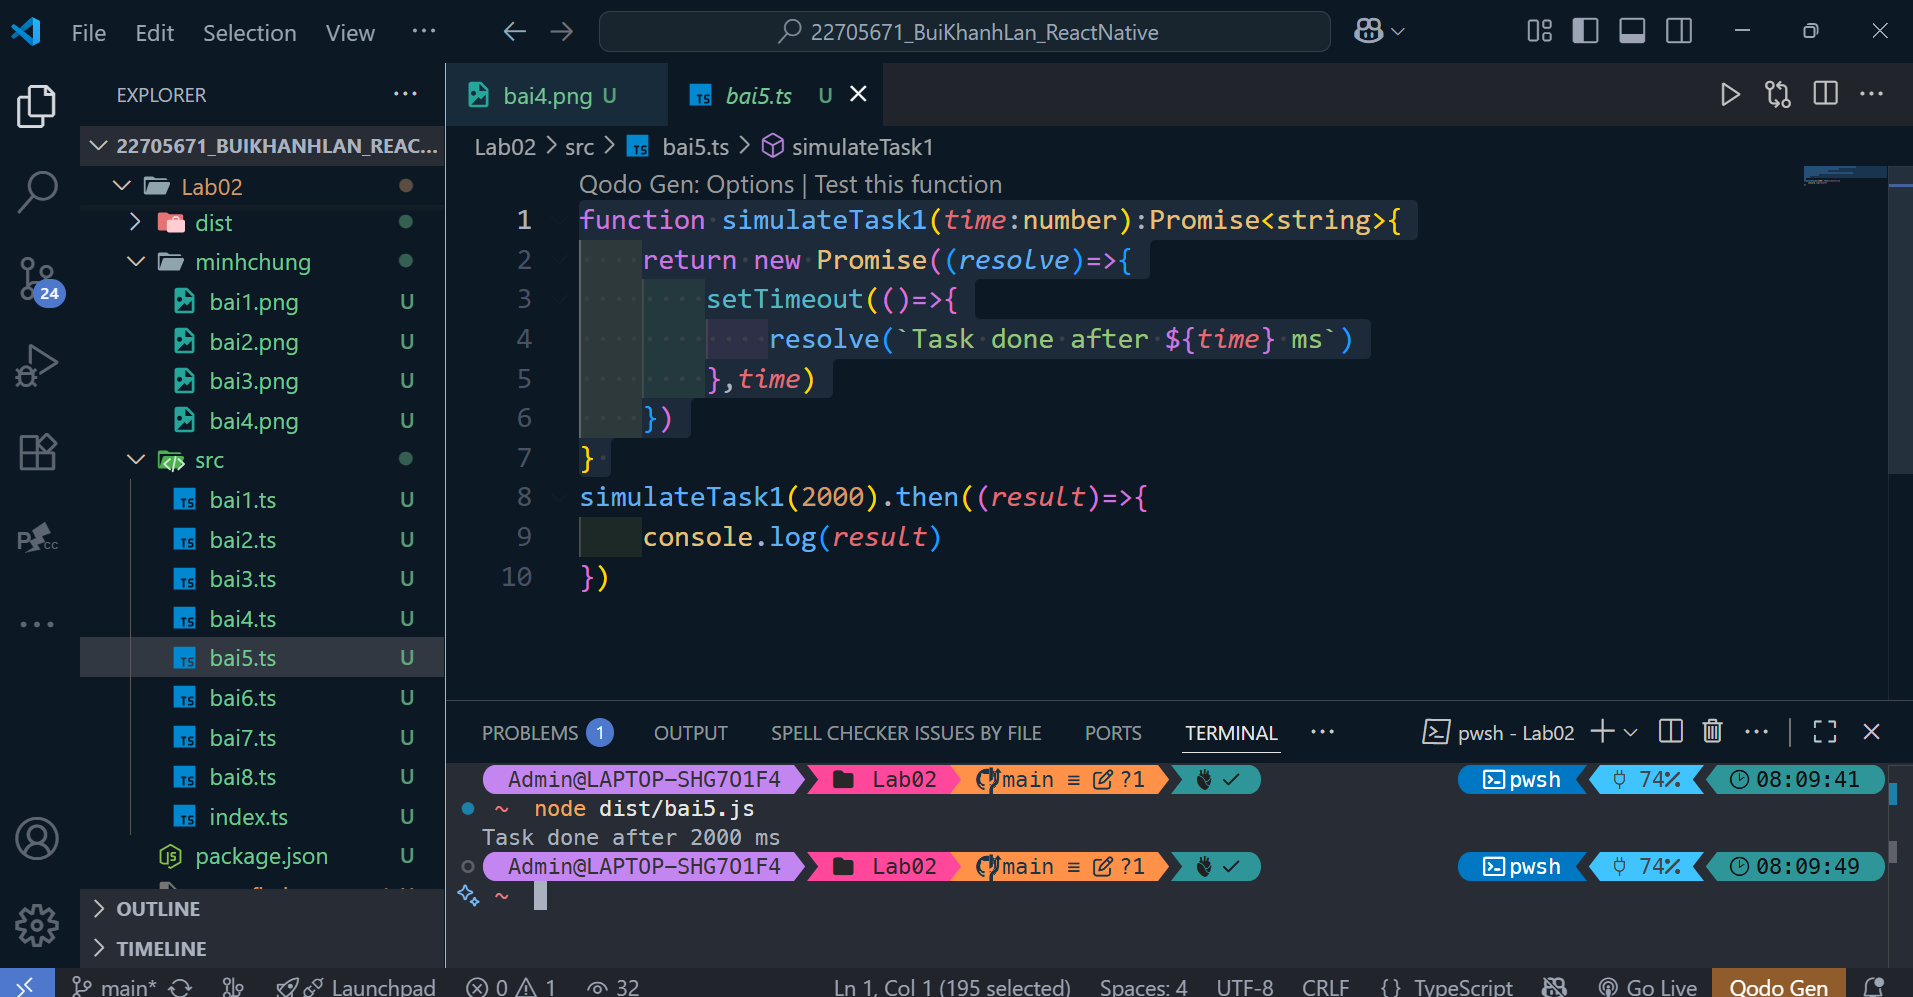 File Edit Selection View ···
22705671_BuiKhanhLan_ReactNative
EXPLORER ···
22705671_BUIKHANHLAN_REAC...
Lab02
dist
minhchung
bai1.png U
bai2.png U
bai3.png U
bai4.png U
src
bai1.ts U
bai2.ts U
bai3.ts U
bai4.ts U
bai5.ts U
bai6.ts U
bai7.ts U
bai8.ts U
index.ts U
package.json U
OUTLINE
TIMELINE
24
bai4.png U
TS bai5.ts U
Lab02 > src > TS bai5.ts > simulateTask1
Qodo Gen: Options | Test this function
1 function simulateTask1(time:number):Promise<string>{
2 return new Promise((resolve)=>{
3 setTimeout(()=>{
4 resolve(`Task done after ${time} ms`)
5 },time)
6 })
7 }
8 simulateTask1(2000).then((result)=>{
9 console.log(result)
10 })
PROBLEMS 1 OUTPUT SPELL CHECKER ISSUES BY FILE PORTS TERMINAL ··· pwsh - Lab02
Admin@LAPTOP-SHG7O1F4 Lab02 main ≡ ?1 ✓ pwsh 74% 08:09:41
~ node dist/bai5.js
Task done after 2000 ms
Admin@LAPTOP-SHG7O1F4 Lab02 main ≡ ?1 ✓ pwsh 74% 08:09:49
~
main* Launchpad 0 1 32 Ln 1, Col 1 (195 selected) Spaces: 4 UTF-8 CRLF {} TypeScript Go Live Qodo Gen